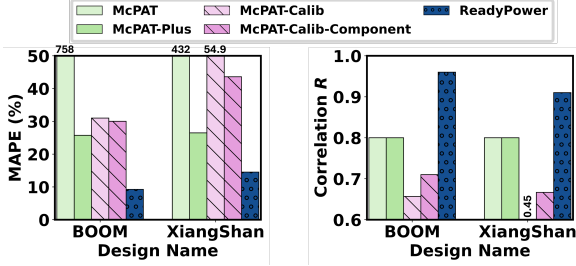 McPAT McPAT-Calib ReadyPower
McPAT-Plus McPAT-Calib-Component
758 432 54.9
50
40
30
20
10
0
MAPE (%)
BOOM XiangShan
Design Name
1.0
0.9
0.8
0.7
0.6
Correlation R
0.45
BOOM XiangShan
Design Name